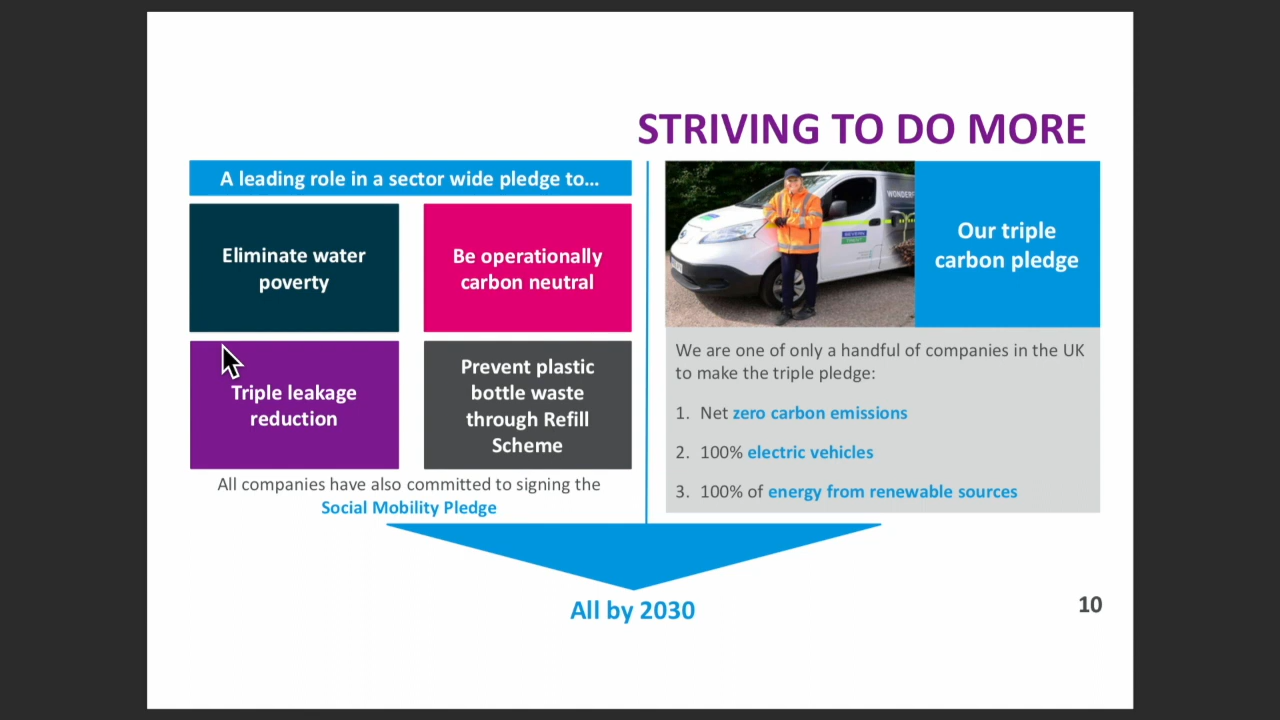 STRIVING TO DO MORE
A leading role in a sector wide pledge to...
Eliminate water
poverty
Be operationally
carbon neutral
Triple leakage
reduction
Prevent plastic
bottle waste
through Refill
Scheme
All companies have also committed to signing the
Social Mobility Pledge
WONDERF
SEVERN
TRENT
Our triple
carbon pledge
We are one of only a handful of companies in the UK
to make the triple pledge:
1. Net zero carbon emissions
2. 100% electric vehicles
3. 100% of energy from renewable sources
All by 2030
10